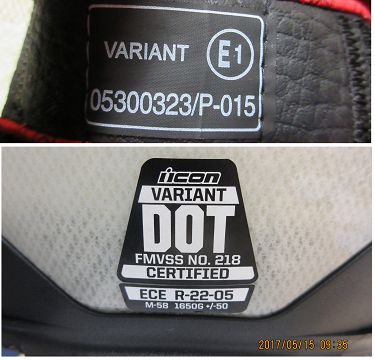 VARIANT E1
05300323/P-015
icon
VARIANT
DOT
FMVSS NO. 218
CERTIFIED
ECE R-22-05
M-58 1650G +/-50
2017/05/15 09:35